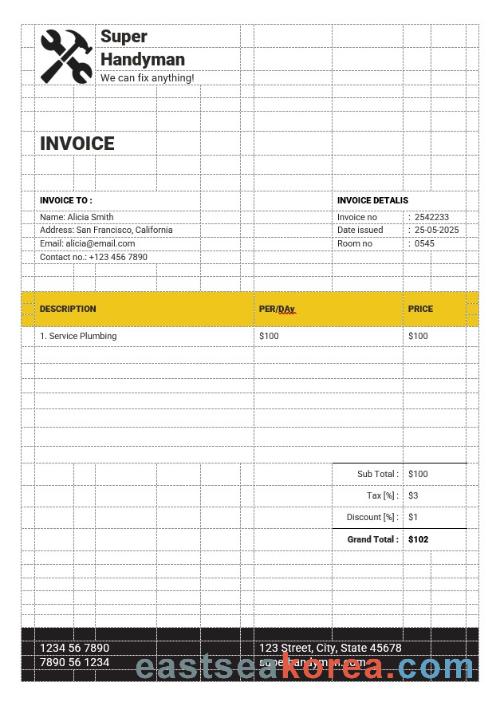 Super
Handyman
We can fix anything!
INVOICE
INVOICE TO :
Name: Alicia Smith
Address: San Francisco, California
Email: alicia@email.com
Contact no.: +123 456 7890
INVOICE DETALIS
Invoice no : 2542233
Date issued : 25-05-2025
Room no : 0545
DESCRIPTION PER/DAy PRICE
1. Service Plumbing $100 $100
Sub Total : $100
Tax [%] : $3
Discount [%] : $1
Grand Total : $102
1234 56 7890 123 Street, City, State 45678
7890 56 1234
eastseakorea.com